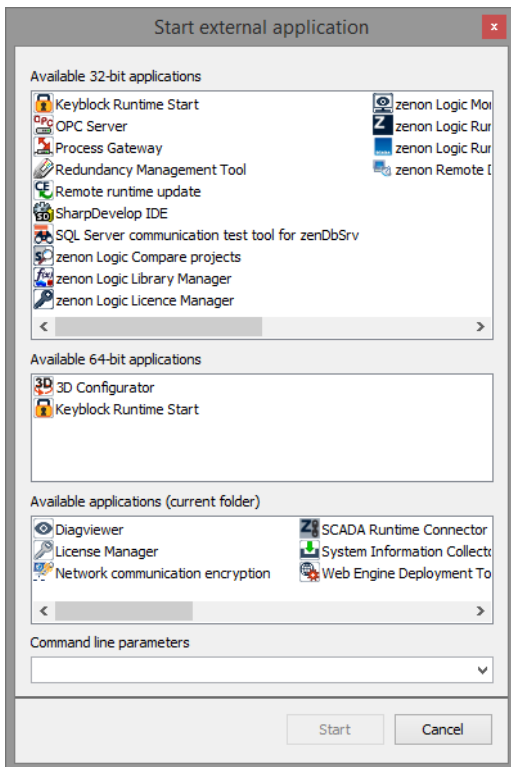 Start external application
x
Available 32-bit applications
Keyblock Runtime Start
OPC Server
Process Gateway
Redundancy Management Tool
Remote runtime update
SharpDevelop IDE
SQL Server communication test tool for zenDbSrv
zenon Logic Compare projects
zenon Logic Library Manager
zenon Logic Licence Manager
zenon Logic Mo
zenon Logic Rur
zenon Logic Rur
zenon Remote
Available 64-bit applications
3D Configurator
Keyblock Runtime Start
Available applications (current folder)
Diagviewer
License Manager
Network communication encryption
SCADA Runtime Connector
System Information Collect
Web Engine Deployment To
Command line parameters
Start
Cancel